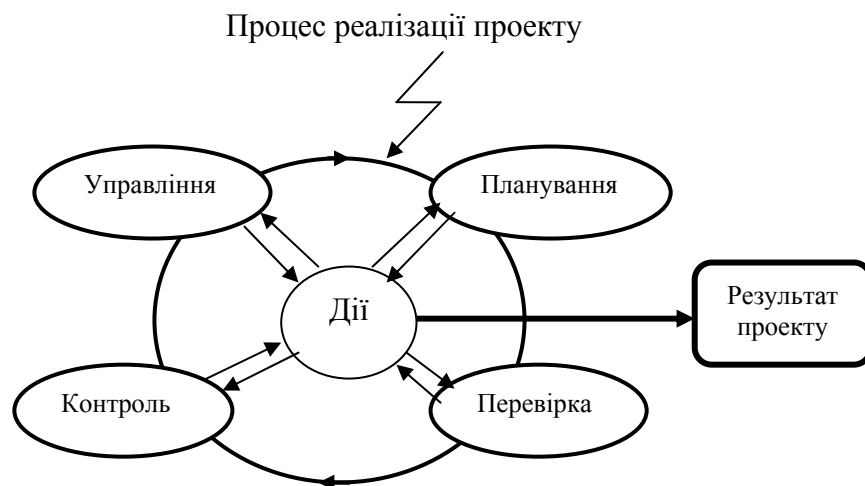 Процес реалізації проекту
Управління
Планування
Дії
Результат
проекту
Контроль
Перевірка